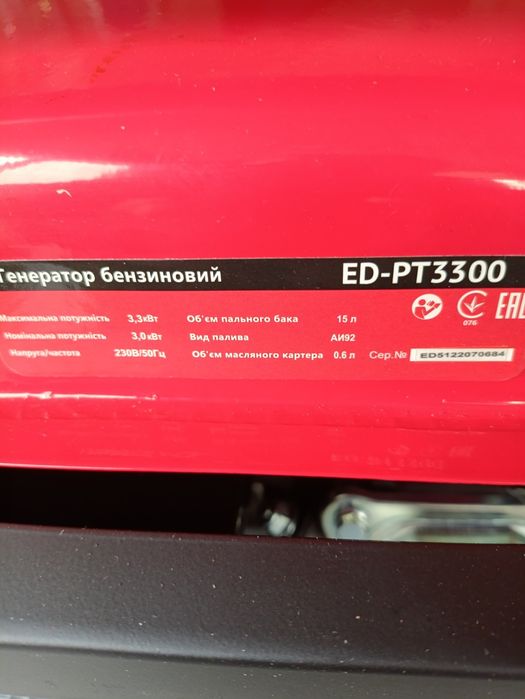 Генератор бензиновий ED-PT3300
Максимальна потужність 3,3кВт Об'єм пального бака 15 л
Номінальна потужність 3,0кВт Вид палива АИ92
Напруга/частота 230В/50Гц Об'єм масляного картера 0.6 л Сер.№ ED5122070684
076
EAC